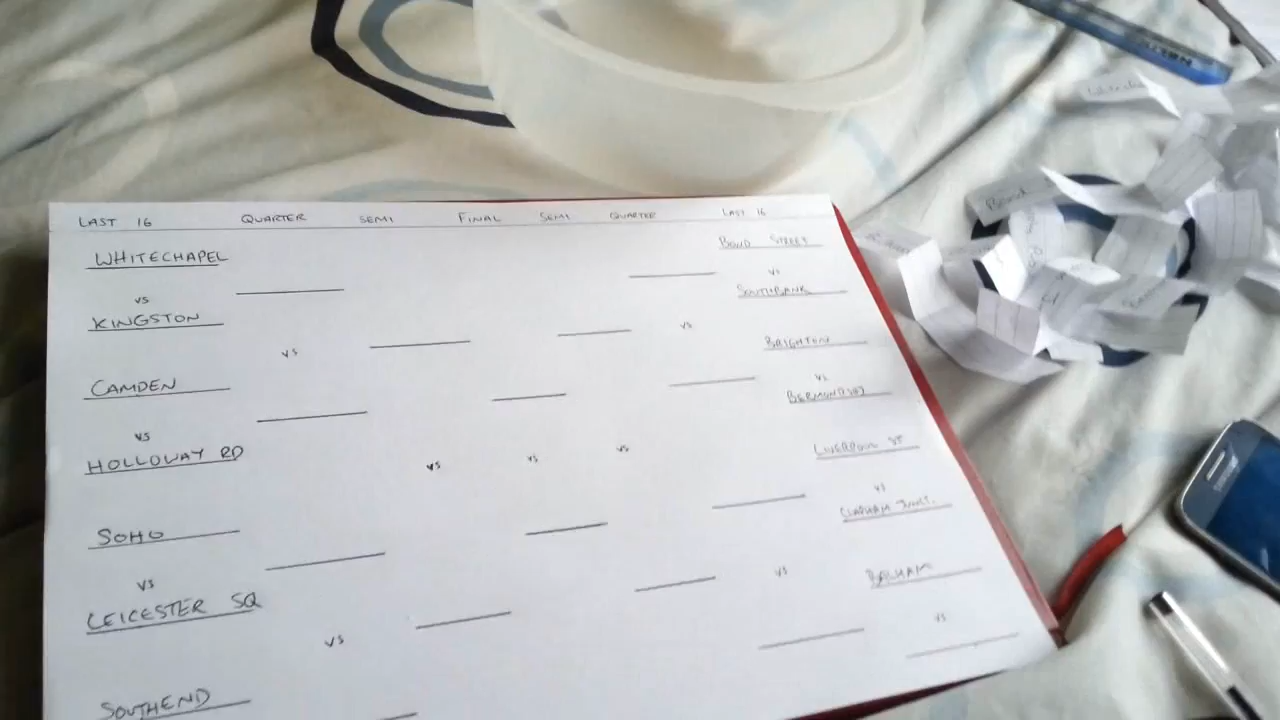 LAST 16 QUARTER SEMI FINAL SEMI QUARTER LAST 16
WHITECHAPEL
vs
KINGSTON
vs
CAMDEN
vs
HOLLOWAY RD
SOHO
vs
LEICESTER SQ
vs
SOUTHEND
vs
vs
vs
BOND STREET
vs
SOUTHBANK
vs
BRIGHTON
vs
BERMONDSEY
LIVERPOOL ST
vs
CLAPHAM JUNCT.
vs
BALHAM
vs
Bond
SAMSUNG